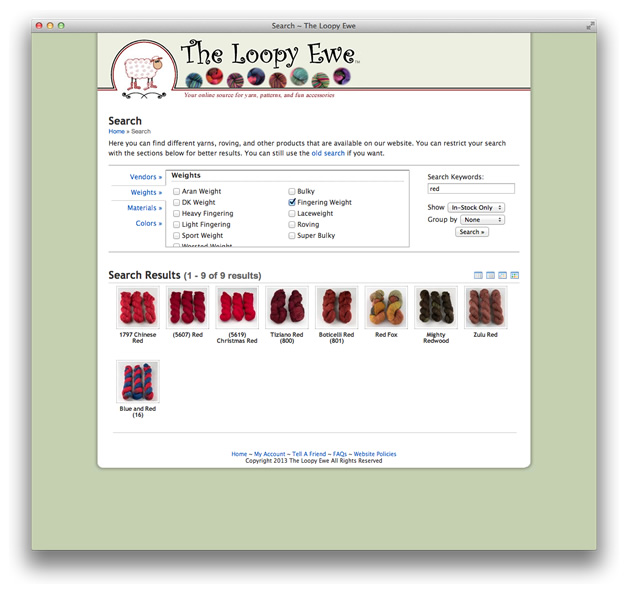 Search ~ The Loopy Ewe
The Loopy Ewe™
Your online source for yarn, patterns, and fun accessories
Search
Home » Search
Here you can find different yarns, roving, and other products that are available on our website. You can restrict your search
with the sections below for better results. You can still use the old search if you want.
Vendors »
Weights »
Materials »
Colors »
Weights
Aran Weight
Bulky
DK Weight
Fingering Weight
Heavy Fingering
Laceweight
Light Fingering
Roving
Sport Weight
Super Bulky
Worsted Weight
Search Keywords:
red
Show In-Stock Only
Group by None
Search »
Search Results (1 - 9 of 9 results)
1797 Chinese
Red
(5607) Red
(5619)
Christmas Red
Tiziano Red
(800)
Boticelli Red
(801)
Red Fox
Mighty
Redwood
Zulu Red
Blue and Red
(16)
Home ~ My Account ~ Tell A Friend ~ FAQs ~ Website Policies
Copyright 2013 The Loopy Ewe All Rights Reserved